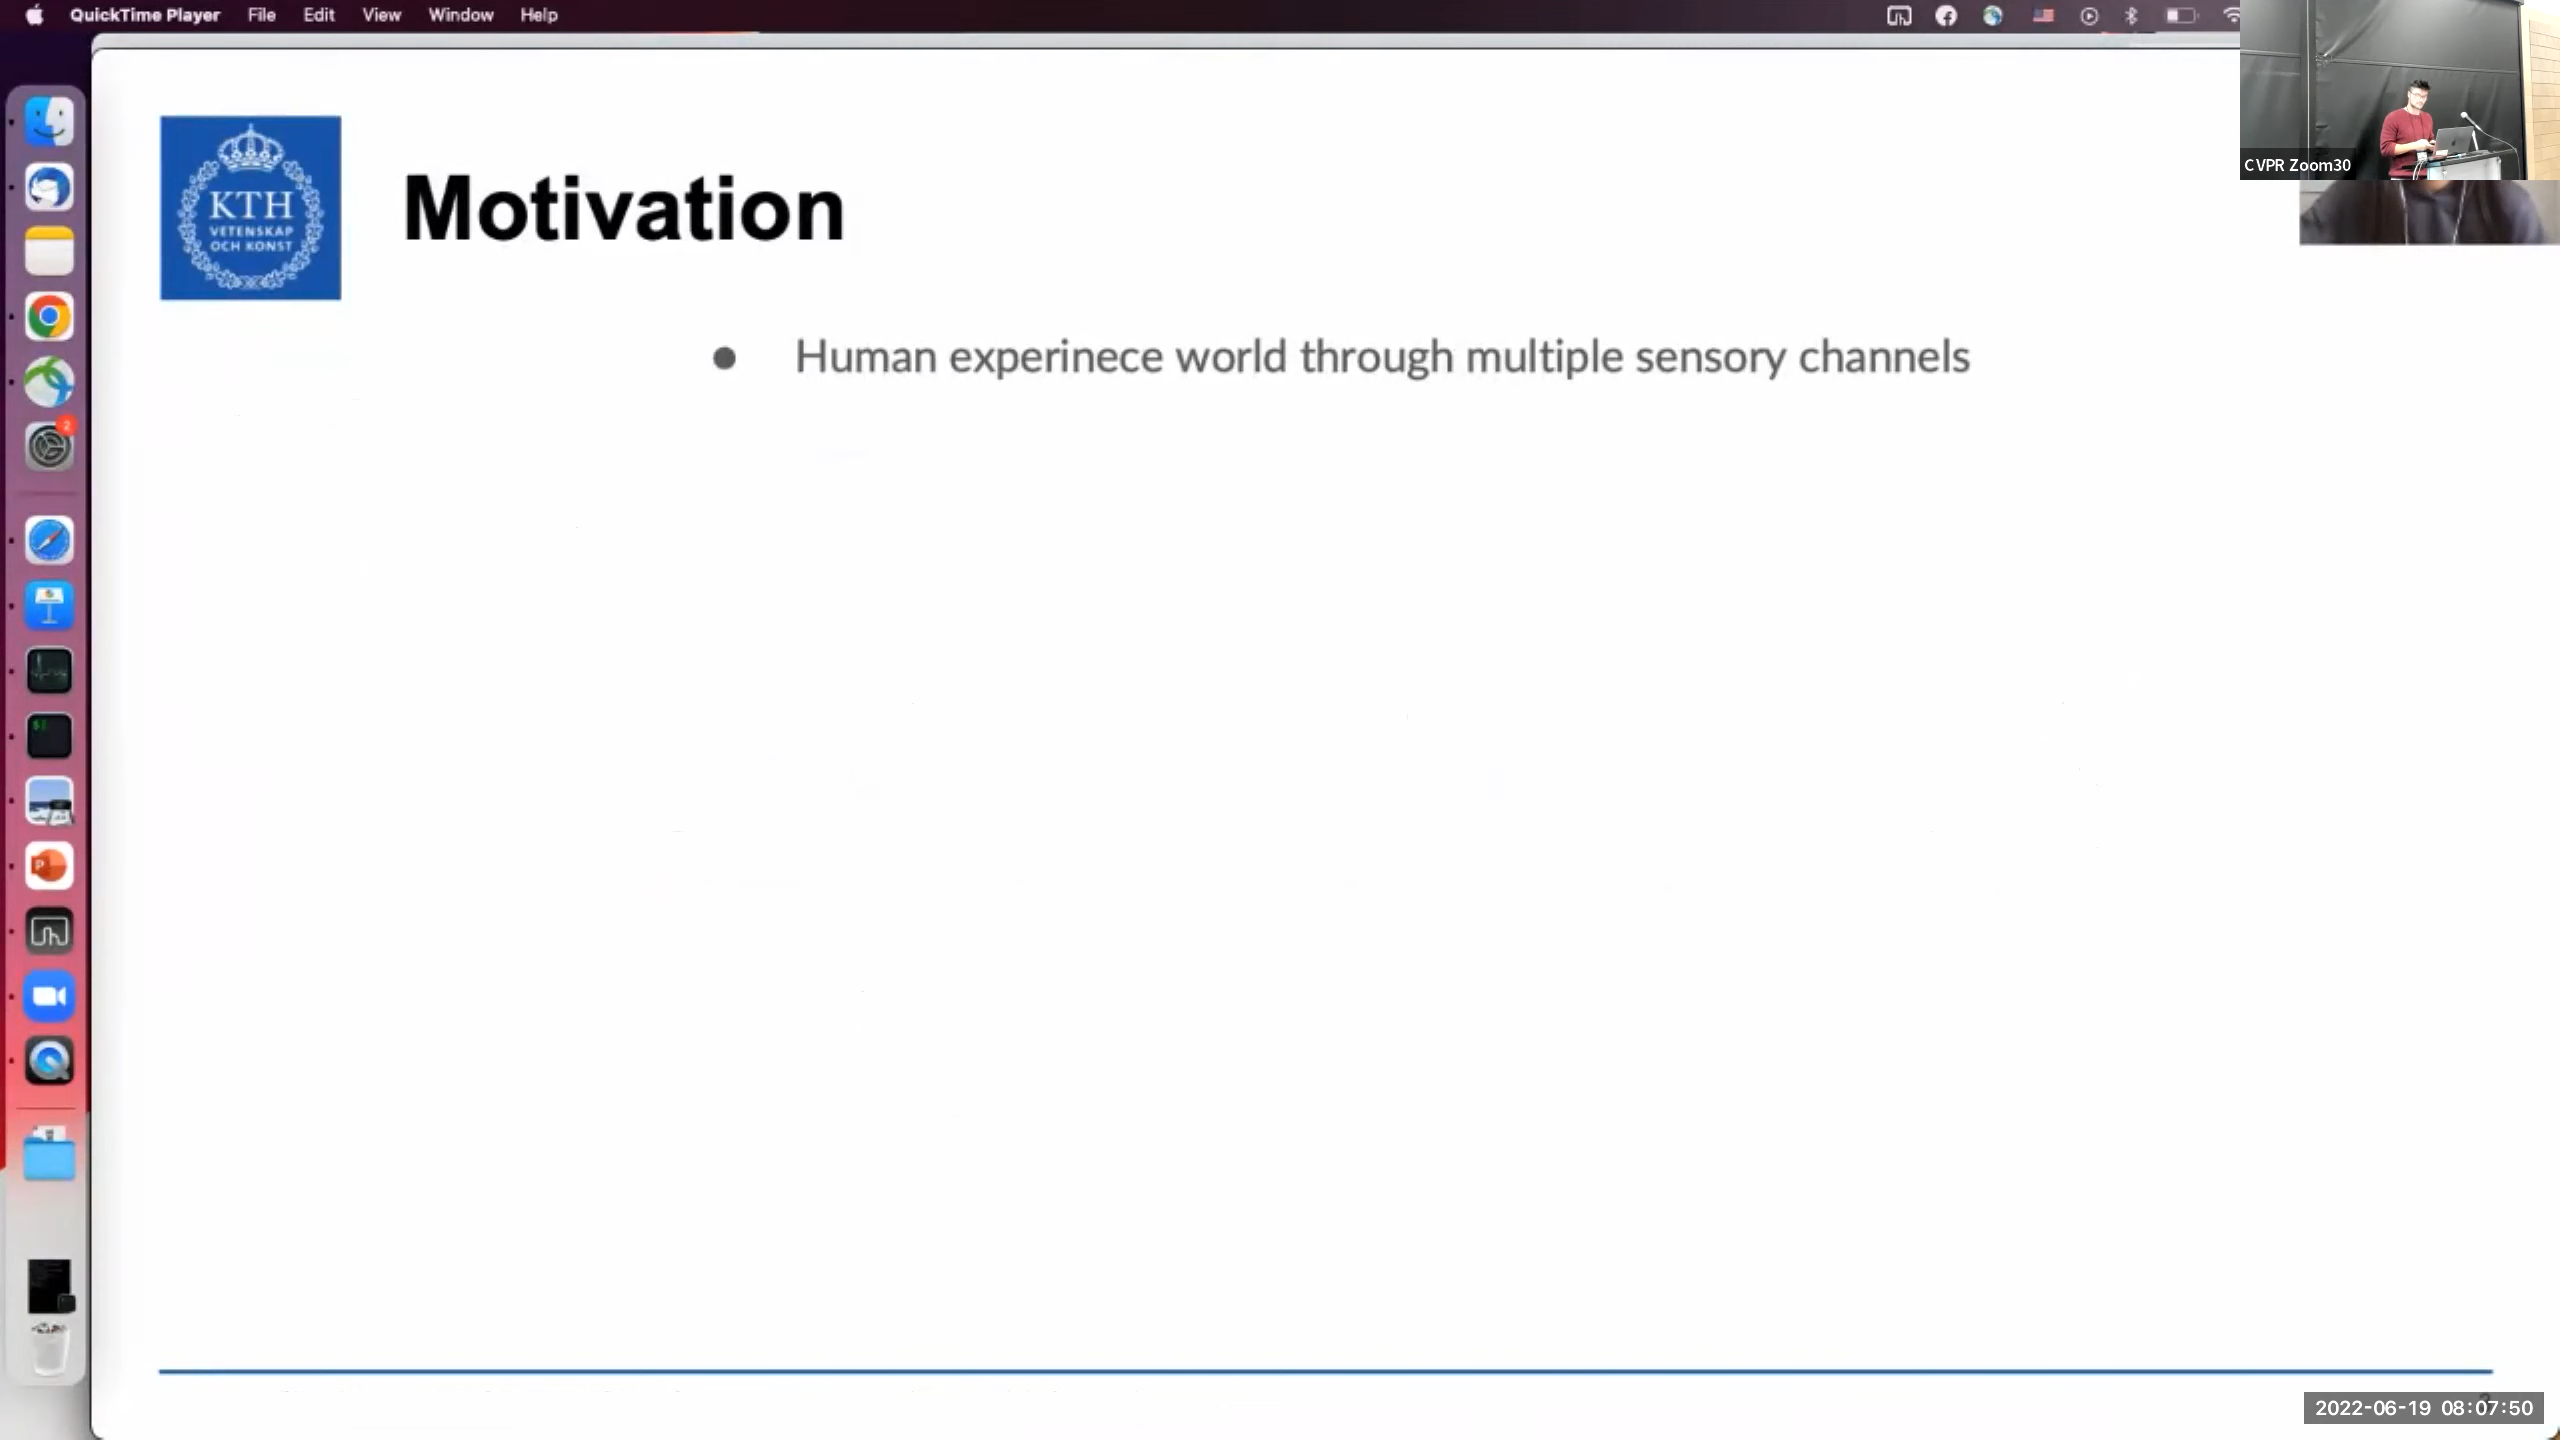 QuickTime Player File Edit View Window Help
CVPR Zoom30
KTH
VETENSKAP
OCH KONST
Motivation
● Human experinece world through multiple sensory channels
2
2022-06-19 08:07:50